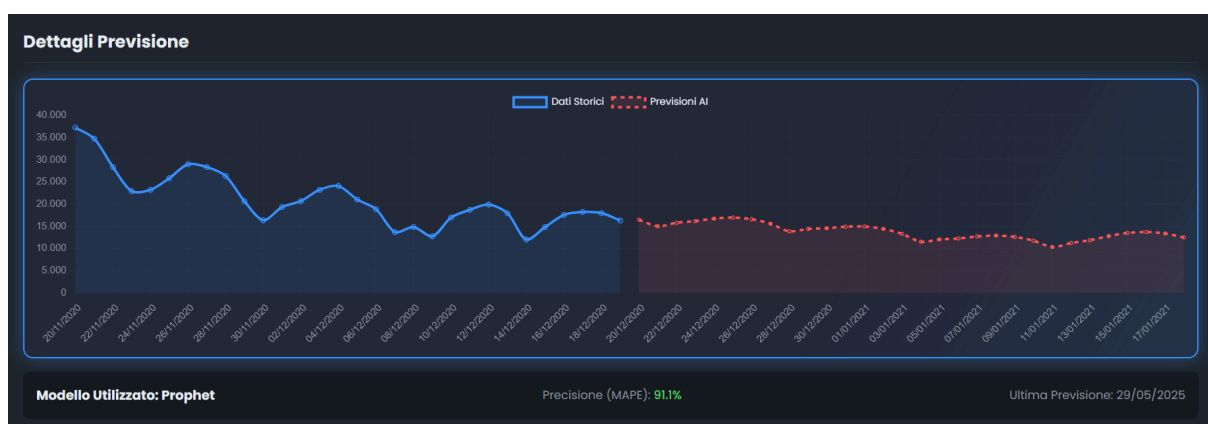 Dettagli Previsione
Dati Storici Previsioni AI
40 000
35 000
30 000
25 000
20 000
15 000
10 000
5 000
0
20/11/2020 22/11/2020 24/11/2020 26/11/2020 28/11/2020 30/11/2020 02/12/2020 04/12/2020 06/12/2020 08/12/2020 10/12/2020 12/12/2020 14/12/2020 16/12/2020 18/12/2020 20/12/2020 22/12/2020 24/12/2020 26/12/2020 28/12/2020 30/12/2020 01/01/2021 03/01/2021 05/01/2021 07/01/2021 09/01/2021 11/01/2021 13/01/2021 15/01/2021 17/01/2021
Modello Utilizzato: Prophet Precisione (MAPE): 91.1% Ultima Previsione: 29/05/2025